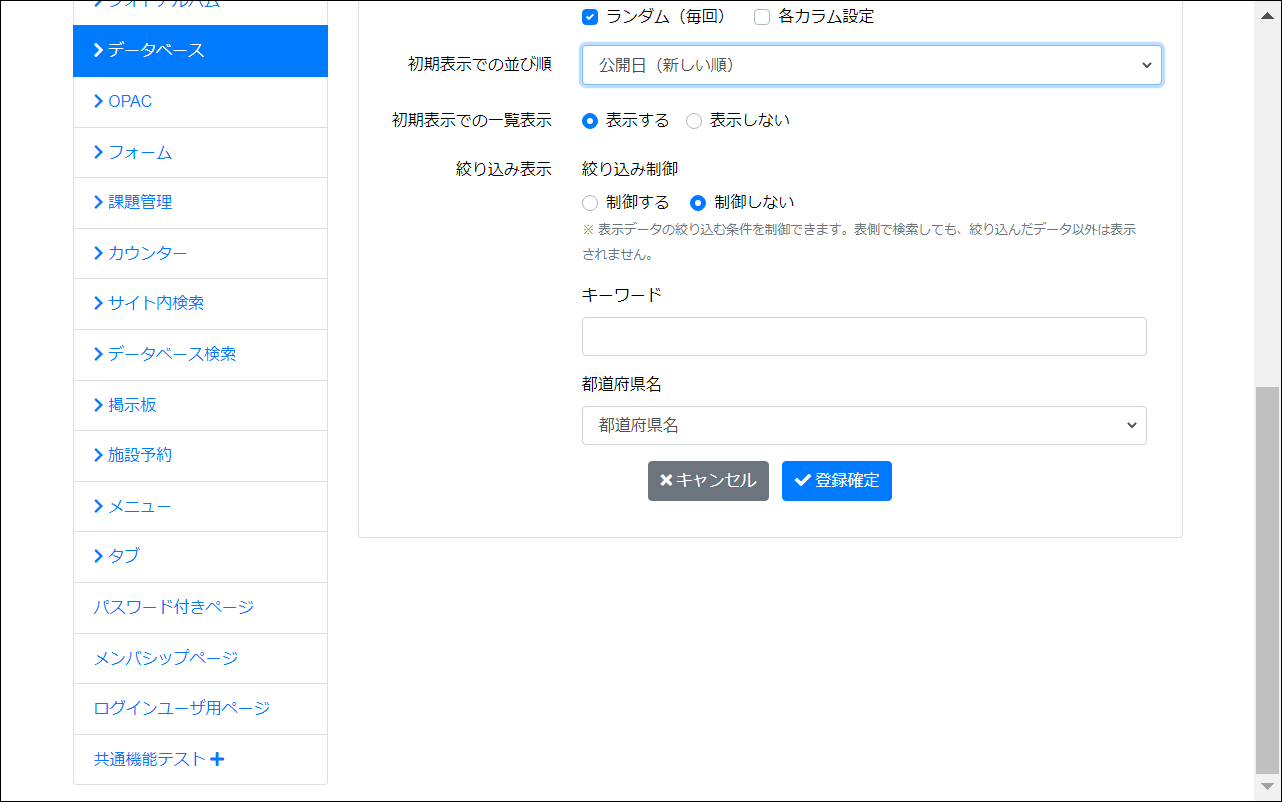 データベース
OPAC
フォーム
課題管理
カウンター
サイト内検索
データベース検索
掲示板
施設予約
メニュー
タブ
パスワード付きページ
メンバシップページ
ログインユーザ用ページ
共通機能テスト
ランダム（毎回） 各カラム設定
初期表示での並び順 公開日（新しい順）
初期表示での一覧表示 表示する 表示しない
絞り込み表示 絞り込み制御
制御する 制御しない
※ 表示データの絞り込む条件を制御できます。表側で検索しても、絞り込んだデータ以外は表示
されません。
キーワード
都道府県名
都道府県名
キャンセル 登録確定